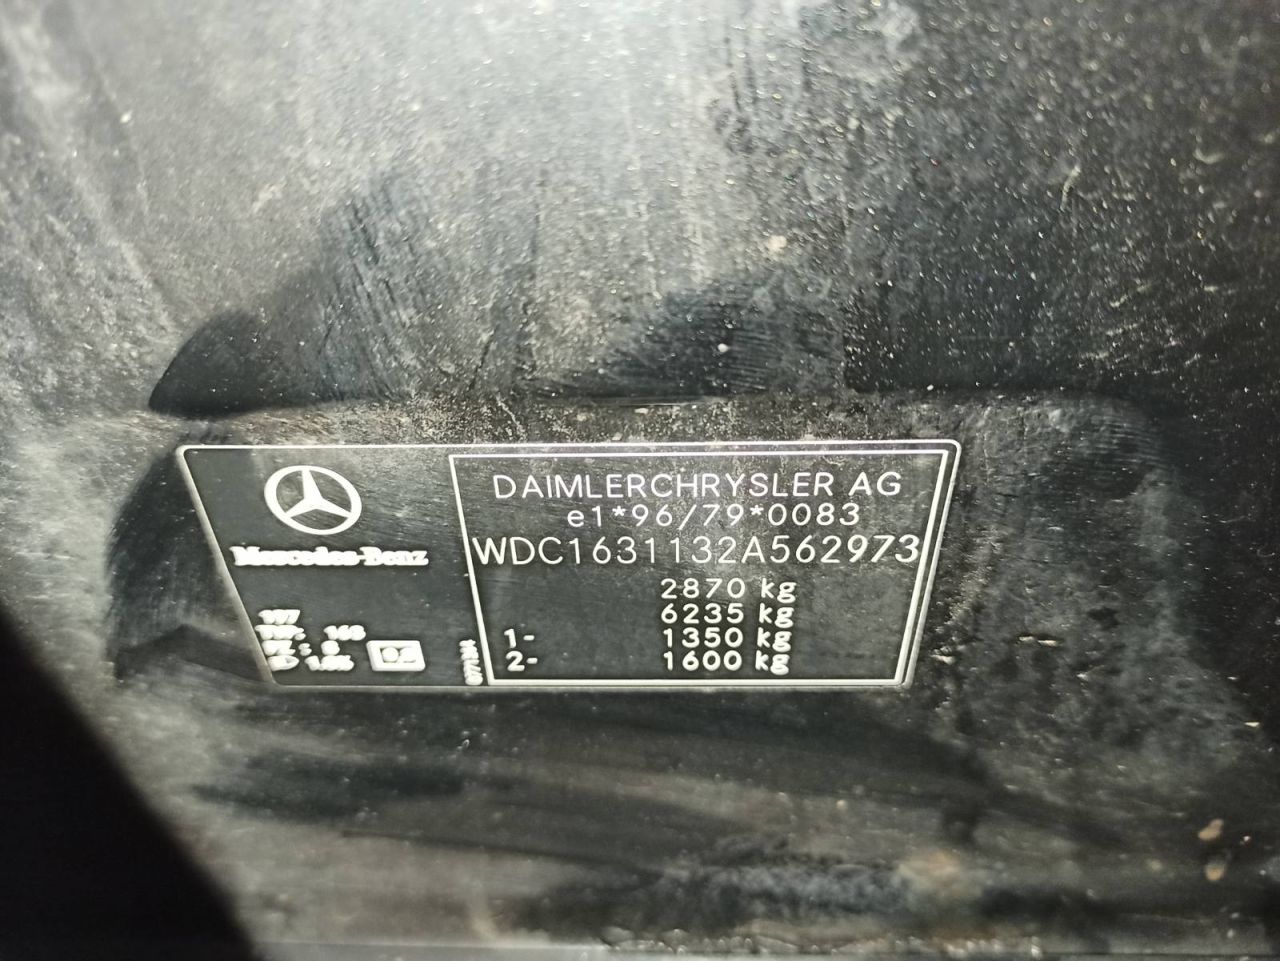 DAIMLERCHRYSLER AG
e1*96/79*0083
WDC1631132A562973
2870 kg
6235 kg
1- 1350 kg
2- 1600 kg
Mercedes-Benz